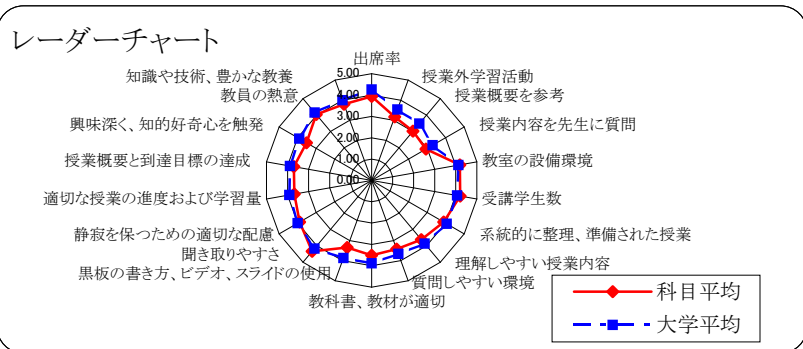 レーダーチャート
出席率
授業外学習活動
授業概要を参考
授業内容を先生に質問
教室の設備環境
受講学生数
系統的に整理、準備された授業
理解しやすい授業内容
質問しやすい環境
教科書、教材が適切
黒板の書き方、ビデオ、スライドの使用
聞き取りやすさ
静寂を保つための適切な配慮
適切な授業の進度および学習量
授業概要と到達目標の達成
興味深く、知的好奇心を触発
教員の熱意
知識や技術、豊かな教養
5.00
4.00
3.00
2.00
1.00
0.00
科目平均
大学平均